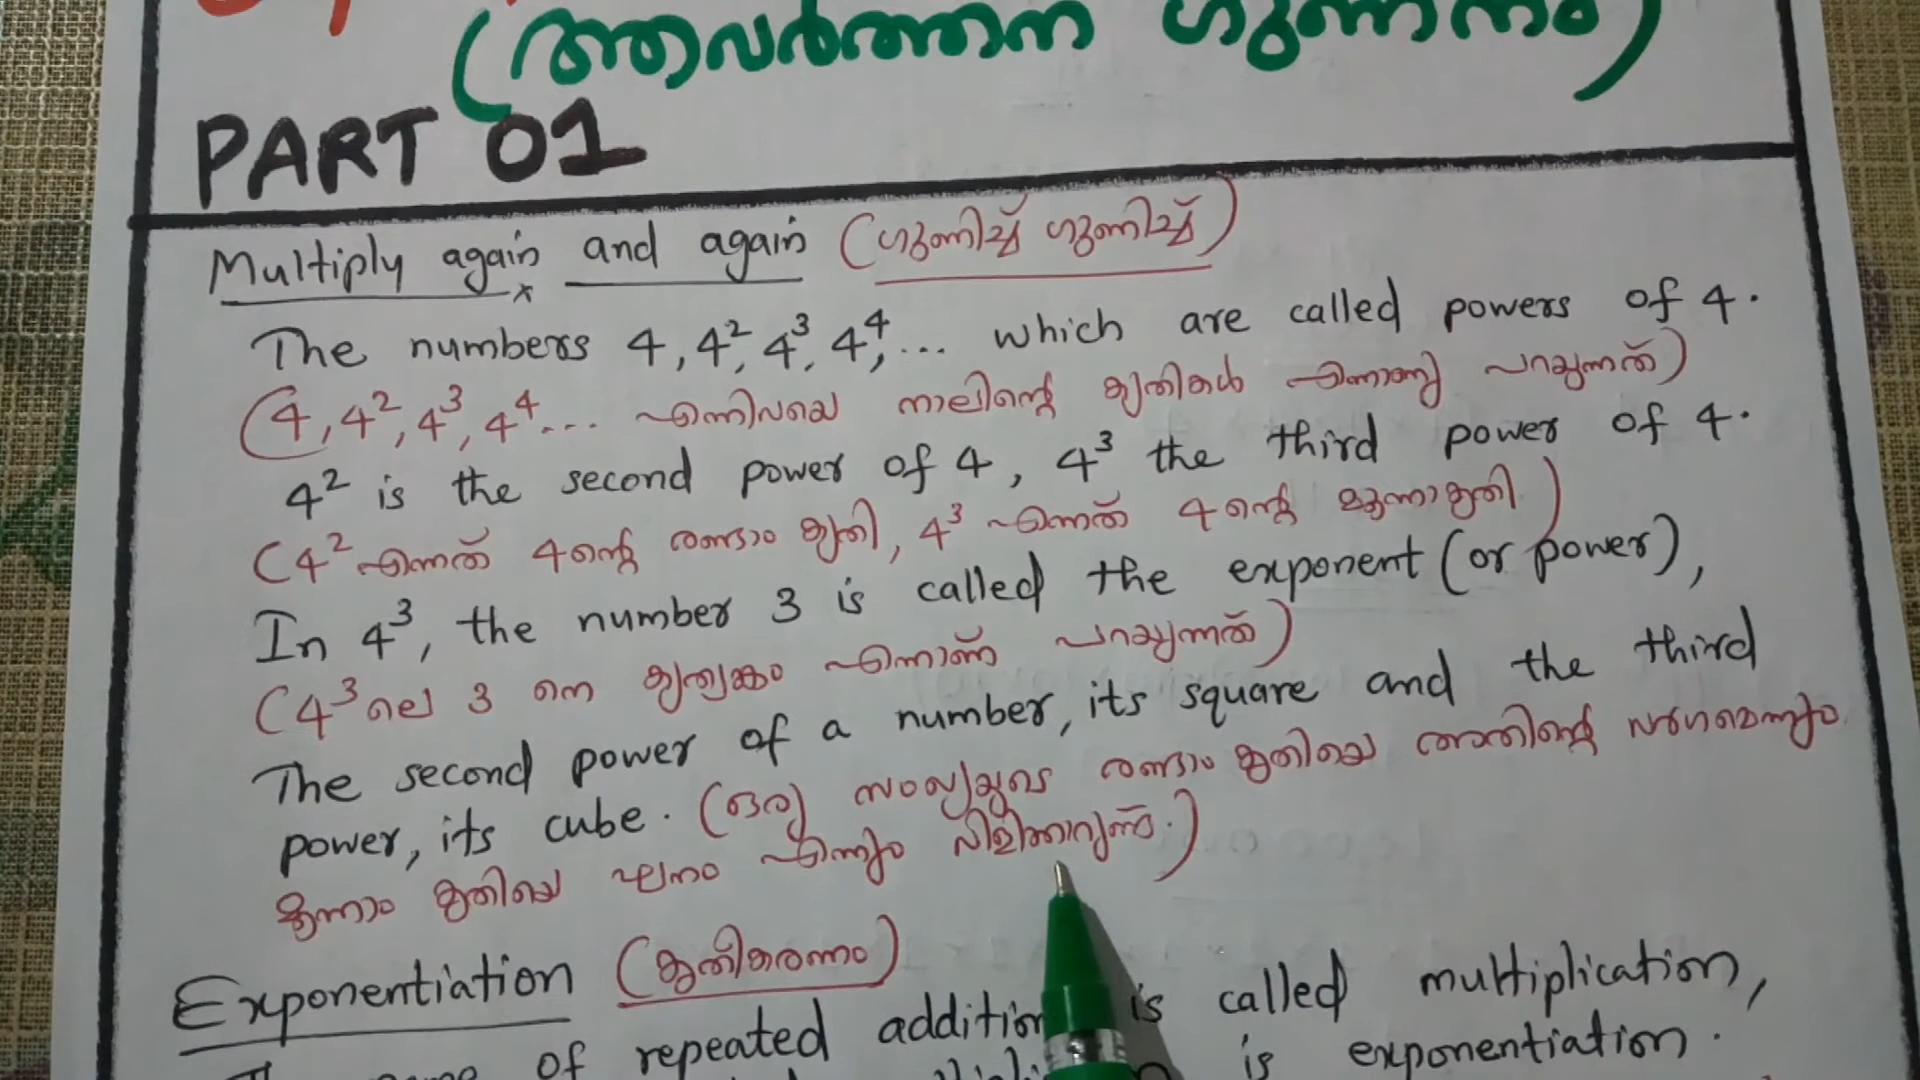 (ആവർത്തന ഗുണനം)
PART 01
Multiply again and again (ഗുണിച്ച് ഗുണിച്ച്)
The numbers 4, 4², 4³, 4⁴, ... which are called powers of 4.
(4, 4², 4³, 4⁴... എന്നിവയെ നാലിന്റെ കൃതികൾ എന്നാണു പറയുന്നത്)
4² is the second power of 4, 4³ the third power of 4.
(4² എന്നത് 4ന്റെ രണ്ടാം കൃതി, 4³ എന്നത് 4ന്റെ മൂന്നാംകൃതി)
In 4³, the number 3 is called the exponent (or power),
(4³ലെ 3 നെ കൃത്യങ്കം എന്നാണ് പറയുന്നത്)
The second power of a number, its square and the third
power, its cube. (ഒരു സംഖ്യയുടെ രണ്ടാം കൃതിയെ അതിന്റെ വർഗമെന്നും
മൂന്നാം കൃതിയെ ഘനം എന്നും വിളിക്കാറുണ്ട്.)
Exponentiation (കൃതീകരണം)
of repeated addition is called multiplication,
is exponentiation.